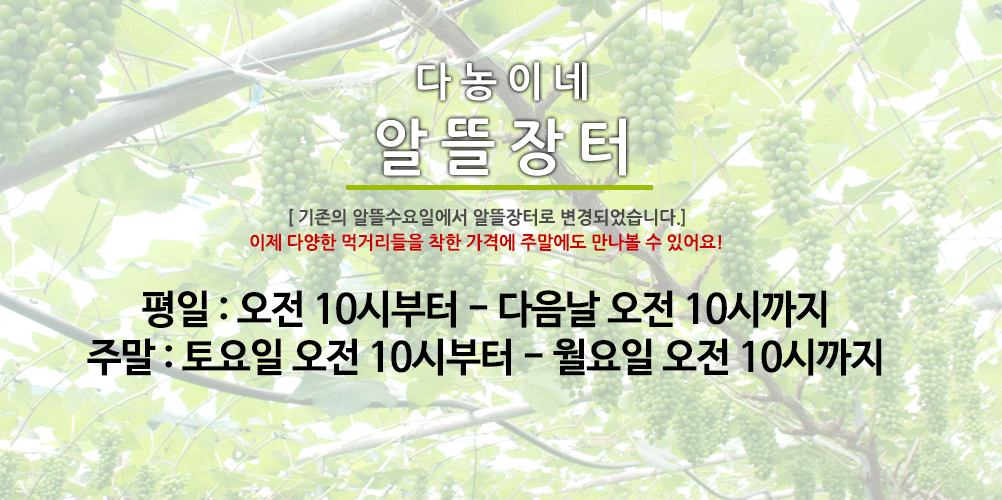 다농이네
알뜰장터
[ 기존의 알뜰수요일에서 알뜰장터로 변경되었습니다.]
이제 다양한 먹거리들을 착한 가격에 주말에도 만나볼 수 있어요!
평일 : 오전 10시부터 - 다음날 오전 10시까지
주말 : 토요일 오전 10시부터 - 월요일 오전 10시까지